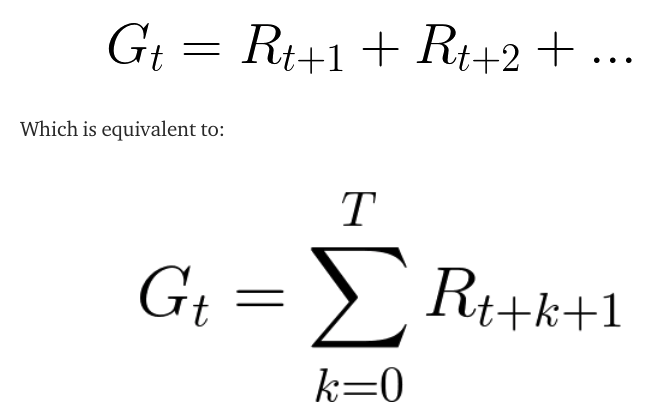 G_t = R_{t+1} + R_{t+2} + ...
Which is equivalent to:
G_t = \sum_{k=0}^{T} R_{t+k+1}